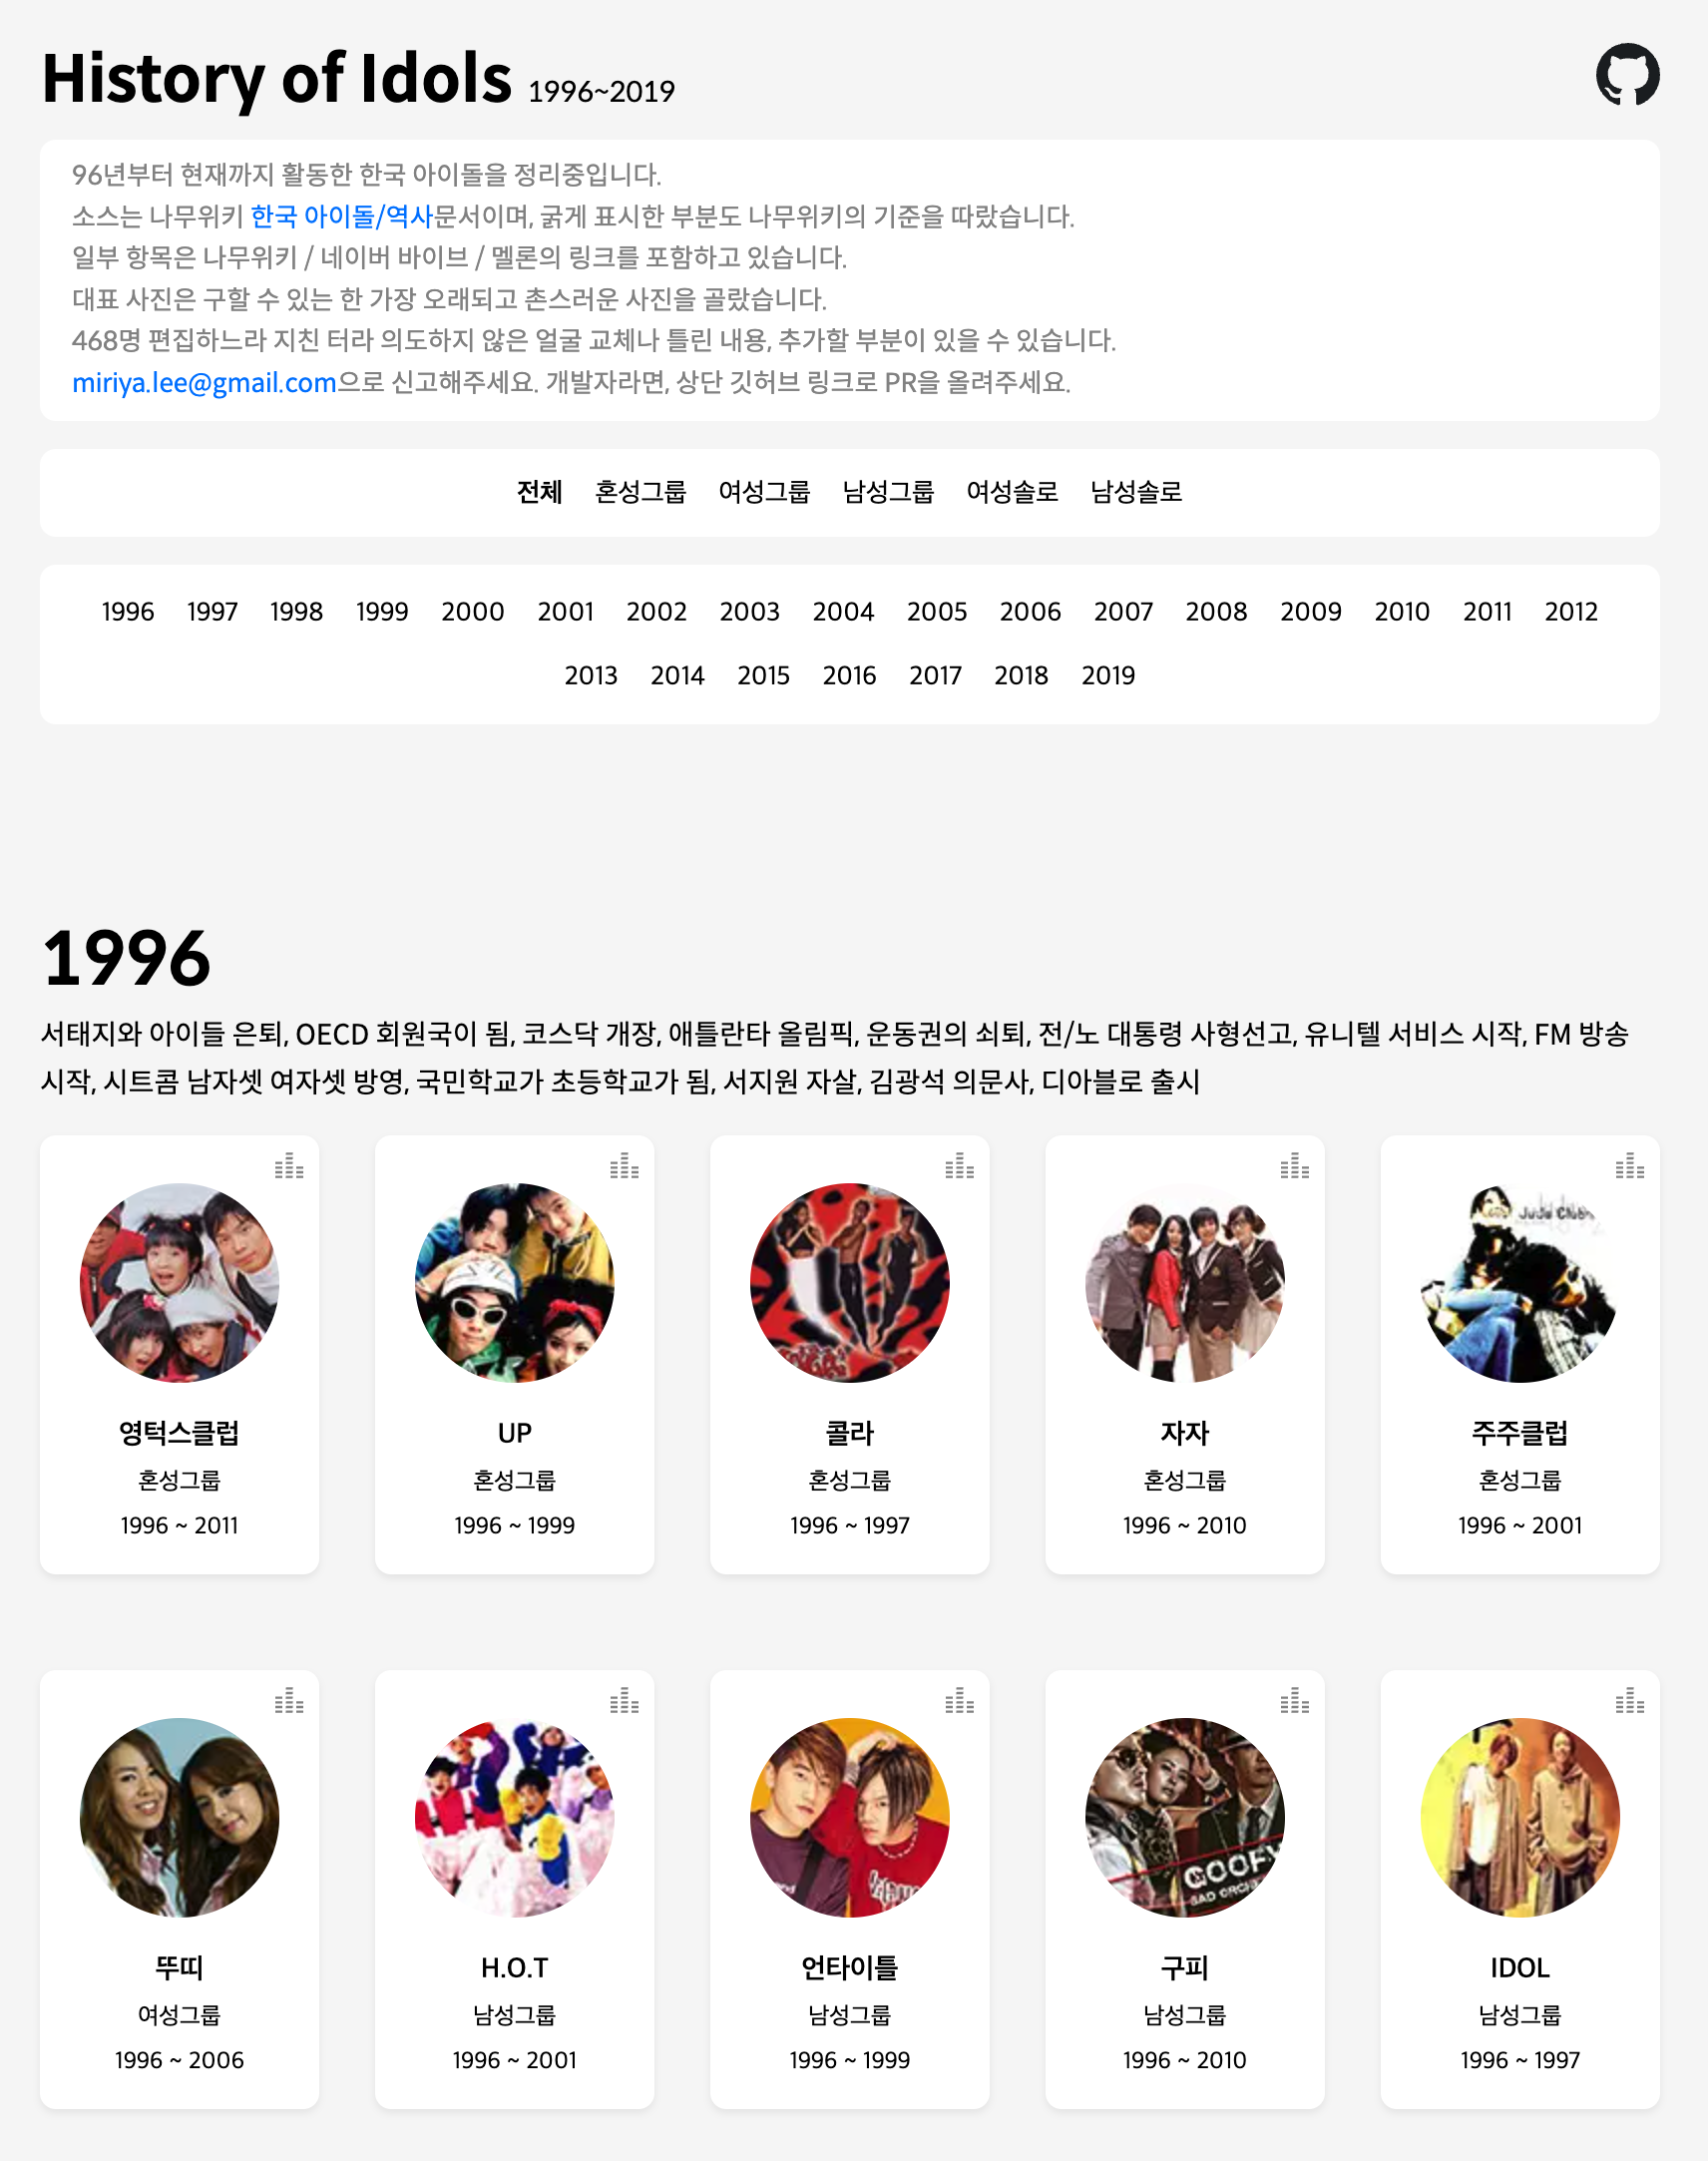 History of Idols 1996~2019
96년부터 현재까지 활동한 한국 아이돌을 정리중입니다.
소스는 나무위키 한국 아이돌/역사문서이며, 굵게 표시한 부분도 나무위키의 기준을 따랐습니다.
일부 항목은 나무위키 / 네이버 바이브 / 멜론의 링크를 포함하고 있습니다.
대표 사진은 구할 수 있는 한 가장 오래되고 촌스러운 사진을 골랐습니다.
468명 편집하느라 지친 터라 의도하지 않은 얼굴 교체나 틀린 내용, 추가할 부분이 있을 수 있습니다.
miriya.lee@gmail.com으로 신고해주세요. 개발자라면, 상단 깃허브 링크로 PR을 올려주세요.
전체 혼성그룹 여성그룹 남성그룹 여성솔로 남성솔로
1996 1997 1998 1999 2000 2001 2002 2003 2004 2005 2006 2007 2008 2009 2010 2011 2012
2013 2014 2015 2016 2017 2018 2019
1996
서태지와 아이들 은퇴, OECD 회원국이 됨, 코스닥 개장, 애틀란타 올림픽, 운동권의 쇠퇴, 전/노 대통령 사형선고, 유니텔 서비스 시작, FM 방송
시작, 시트콤 남자셋 여자셋 방영, 국민학교가 초등학교가 됨, 서지원 자살, 김광석 의문사, 디아블로 출시
영턱스클럽
혼성그룹
1996 ~ 2011
UP
혼성그룹
1996 ~ 1999
콜라
혼성그룹
1996 ~ 1997
자자
혼성그룹
1996 ~ 2010
주주클럽
혼성그룹
1996 ~ 2001
뚜띠
여성그룹
1996 ~ 2006
H.O.T
남성그룹
1996 ~ 2001
언타이틀
남성그룹
1996 ~ 1999
GOOFY
구피
남성그룹
1996 ~ 2010
IDOL
남성그룹
1996 ~ 1997